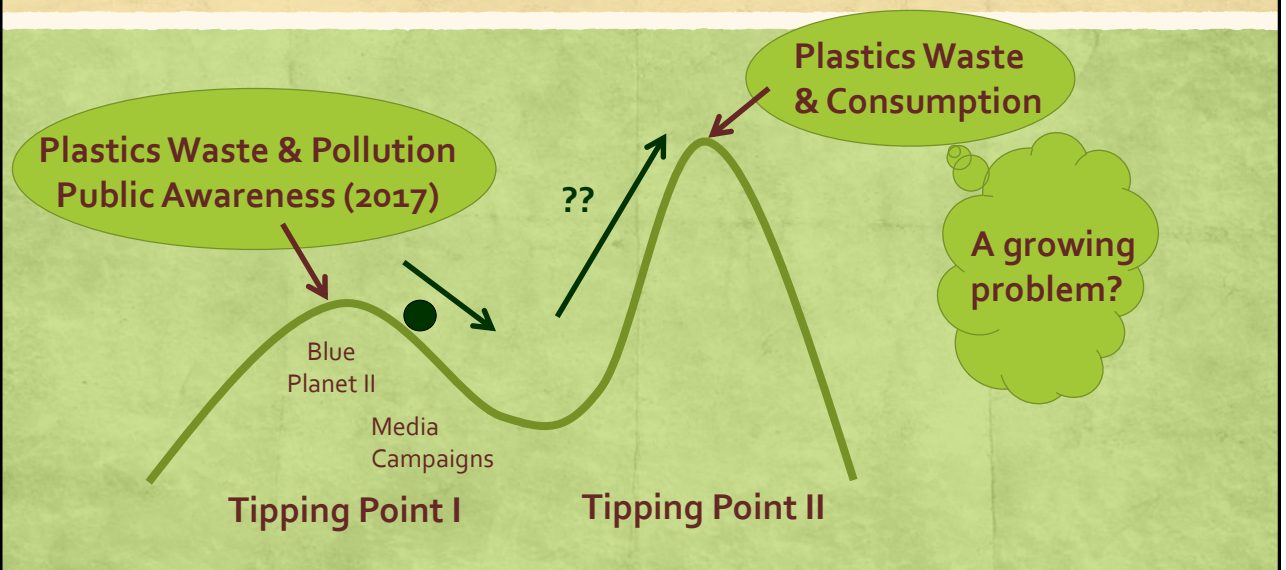 Plastics Waste
& Consumption
Plastics Waste & Pollution
Public Awareness (2017)
??
A growing
problem?
Blue
Planet II
Media
Campaigns
Tipping Point I
Tipping Point II